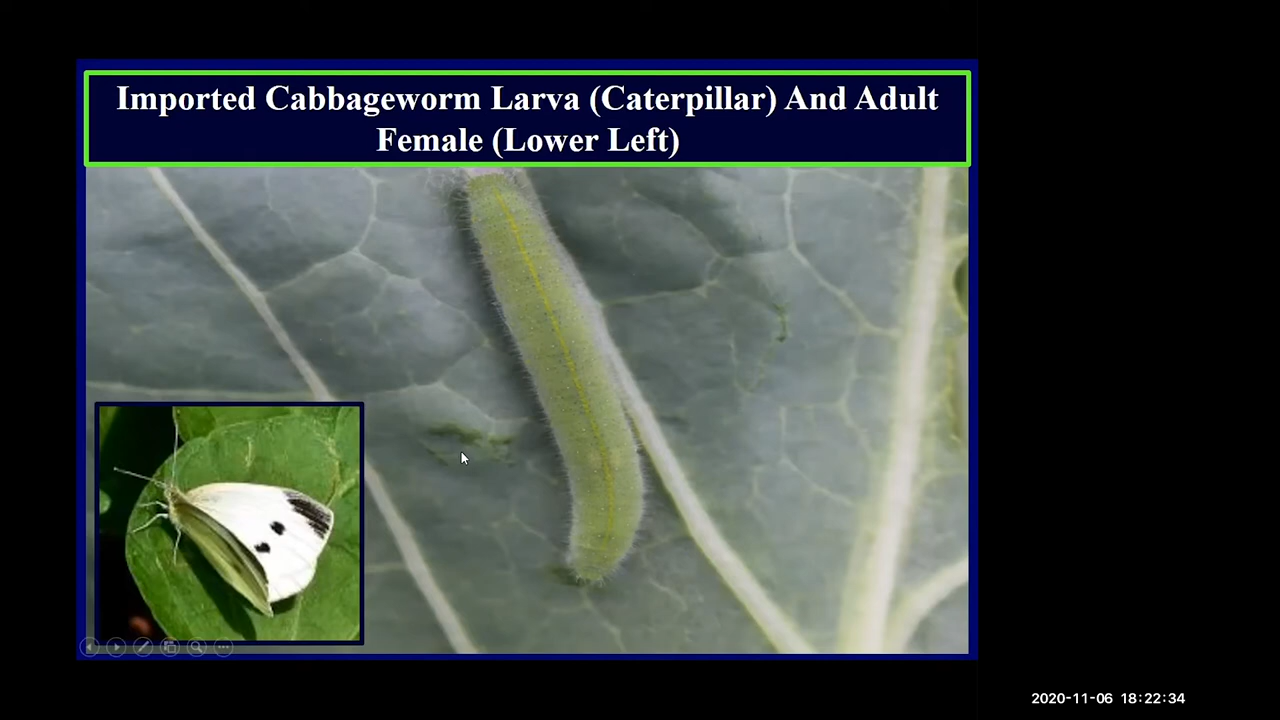 Imported Cabbageworm Larva (Caterpillar) And Adult
Female (Lower Left)
2020-11-06 18:22:34